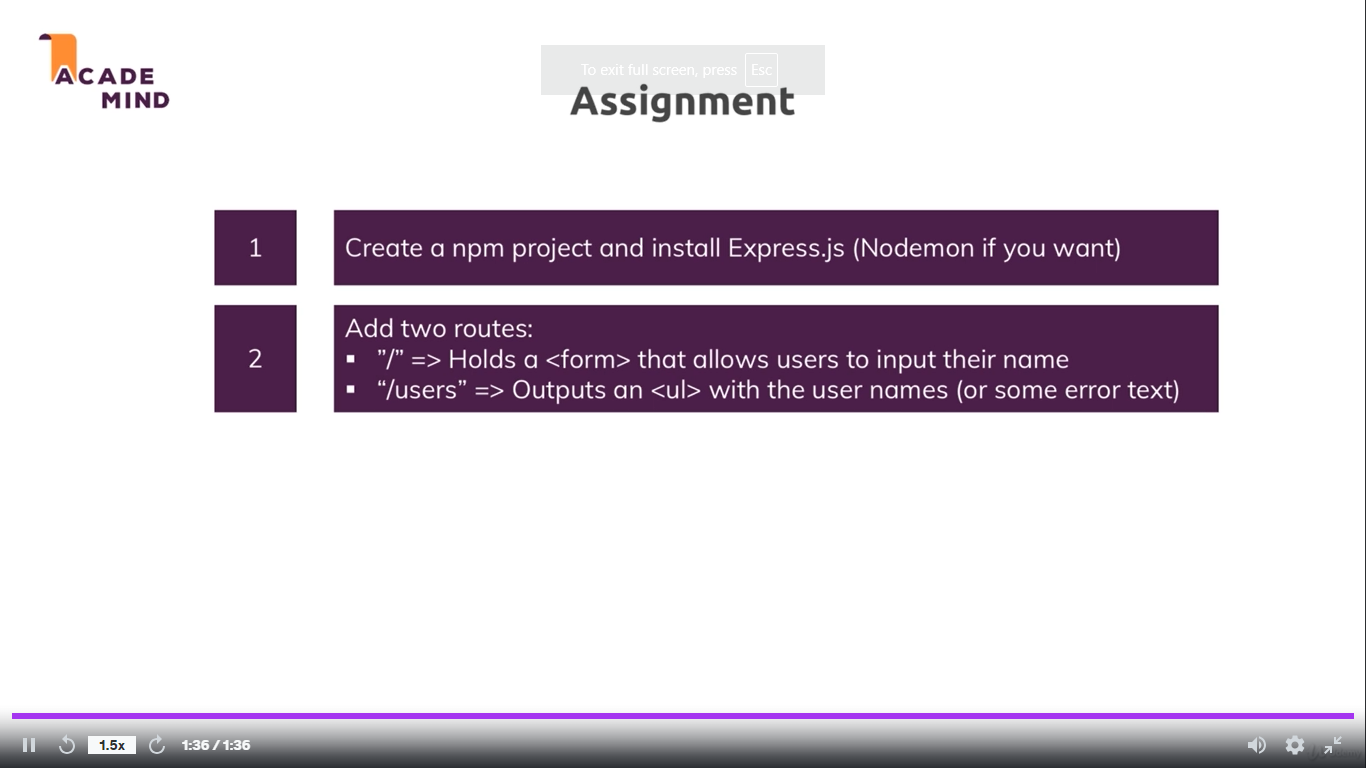 ACADE
MIND
To exit full screen, press Esc
Assignment
1
Create a npm project and install Express.js (Nodemon if you want)
2
Add two routes:
▪ ”/” => Holds a <form> that allows users to input their name
▪ “/users” => Outputs an <ul> with the user names (or some error text)
1.5x
1:36 / 1:36